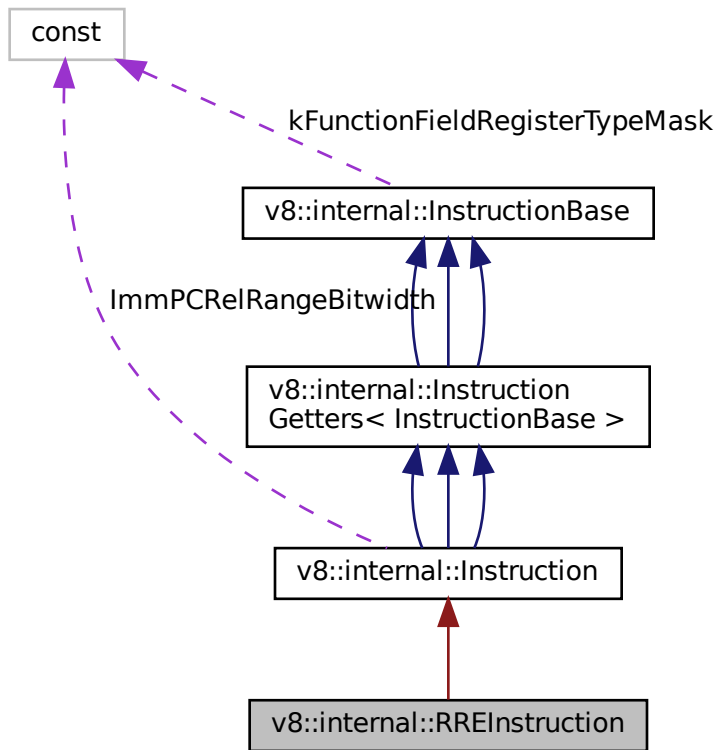 const
kFunctionFieldRegisterTypeMask
v8::internal::InstructionBase
ImmPCRelRangeBitwidth
v8::internal::Instruction
Getters< InstructionBase >
v8::internal::Instruction
v8::internal::RREInstruction